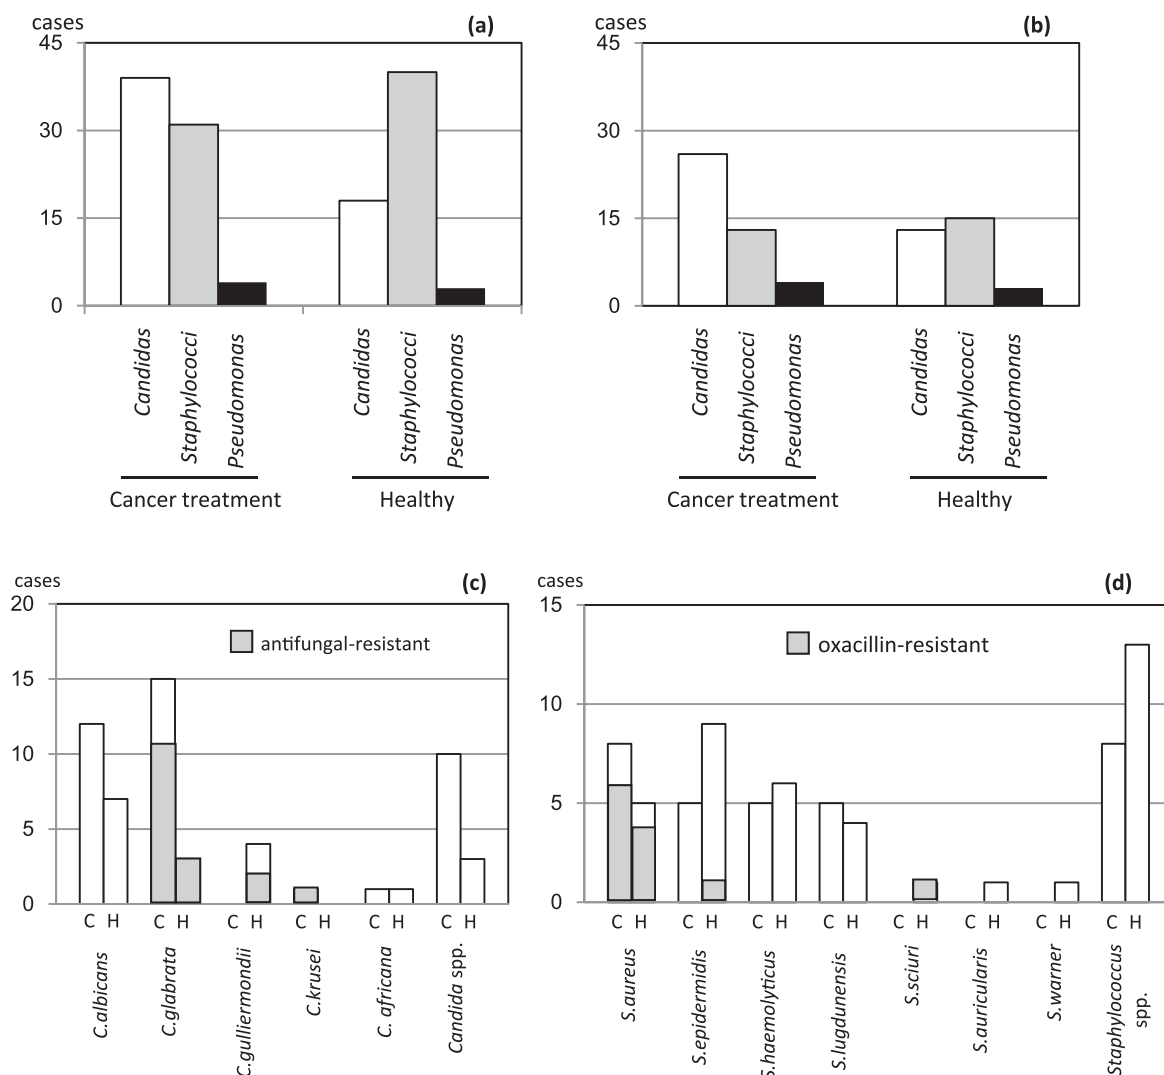 cases
(a)
45
30
15
0
Candidas
Staphylococci
Pseudomonas
Candidas
Staphylococci
Pseudomonas
Cancer treatment
Healthy
cases
(b)
45
30
15
0
Candidas
Staphylococci
Pseudomonas
Candidas
Staphylococci
Pseudomonas
Cancer treatment
Healthy
cases
(c)
20
15
10
5
0
antifungal-resistant
C H C H C H C H C H C H
C.albicans
C.glabrata
C.gulliermondii
C.krusei
C. africana
Candida spp.
cases
(d)
15
10
5
0
oxacillin-resistant
C H C H C H C H C H C H C H C H
S.aureus
S.epidermidis
S.haemolyticus
S.lugdunensis
S.sciuri
S.auricularis
S.warner
Staphylococcus
spp.